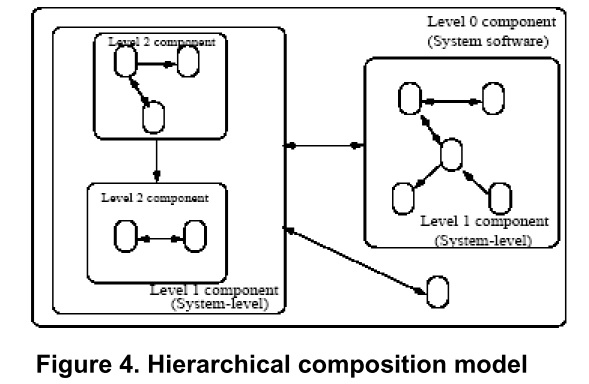 Level 0 component
(System software)
Level 2 component
Level 2 component
Level 1 component
(System-level)
Level 1 component
(System-level)
Figure 4. Hierarchical composition model